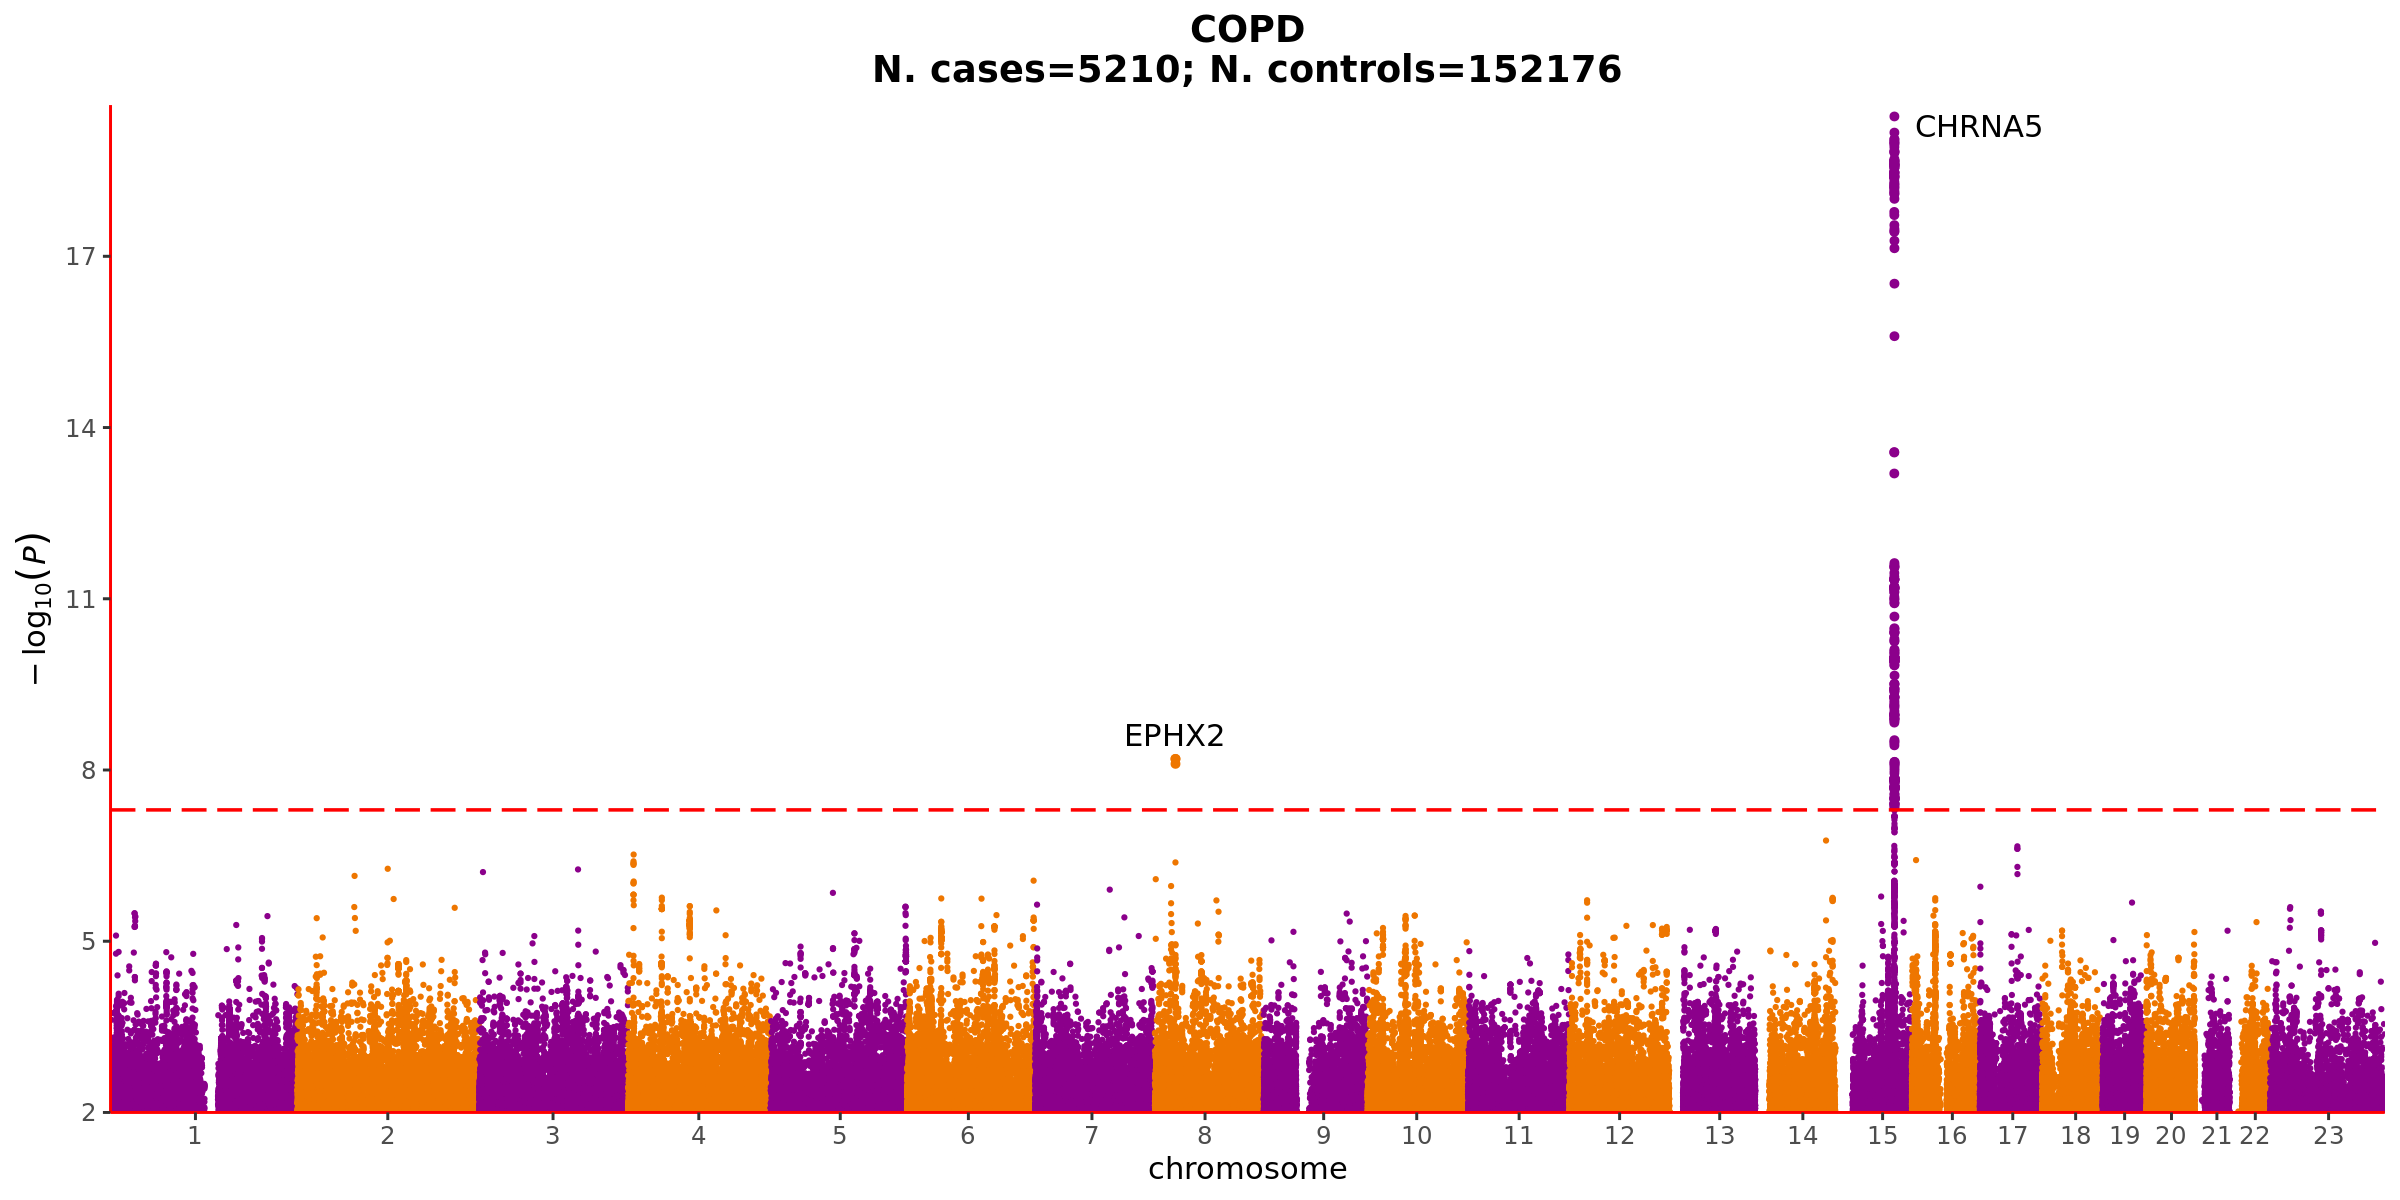 COPD
N. cases=5210; N. controls=152176
CHRNA5
17
14
−log10(P)
11
EPHX2
8
5
2
1 2 3 4 5 6 7 8 9 10 11 12 13 14 15 16 17 18 19 20 21 22 23
chromosome